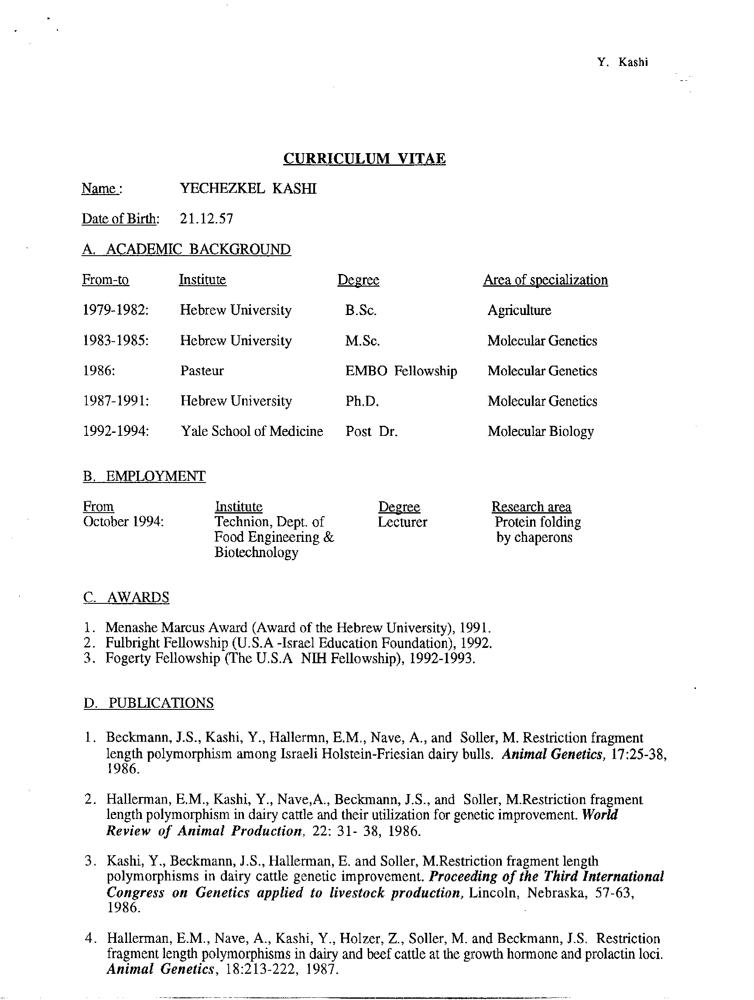 Y. Kashi
CURRICULUM VITAE
Name : YECHEZKEL KASHI
Date of Birth: 21.12.57
A. ACADEMIC BACKGROUND
From-to Institute Degree Area of specialization
1979-1982: Hebrew University B.Sc. Agriculture
1983-1985: Hebrew University M.Sc. Molecular Genetics
1986: Pasteur EMBO Fellowship Molecular Genetics
1987-1991: Hebrew University Ph.D. Molecular Genetics
1992-1994: Yale School of Medicine Post Dr. Molecular Biology
B. EMPLOYMENT
From Institute Degree Research area
October 1994: Technion, Dept. of Lecturer Protein folding
Food Engineering & by chaperons
Biotechnology
C. AWARDS
1. Menashe Marcus Award (Award of the Hebrew University), 1991.
2. Fulbright Fellowship (U.S.A -Israel Education Foundation), 1992.
3. Fogerty Fellowship (The U.S.A NIH Fellowship), 1992-1993.
D. PUBLICATIONS
1. Beckmann, J.S., Kashi, Y., Hallermn, E.M., Nave, A., and Soller, M. Restriction fragment
length polymorphism among Israeli Holstein-Friesian dairy bulls. Animal Genetics, 17:25-38,
1986.
2. Hallerman, E.M., Kashi, Y., Nave,A., Beckmann, J.S., and Soller, M.Restriction fragment
length polymorphism in dairy cattle and their utilization for genetic improvement. World
Review of Animal Production, 22: 31- 38, 1986.
3. Kashi, Y., Beckmann, J.S., Hallerman, E. and Soller, M.Restriction fragment length
polymorphisms in dairy cattle genetic improvement. Proceeding of the Third International
Congress on Genetics applied to livestock production, Lincoln, Nebraska, 57-63,
1986.
4. Hallerman, E.M., Nave, A., Kashi, Y., Holzer, Z., Soller, M. and Beckmann, J.S. Restriction
fragment length polymorphisms in dairy and beef cattle at the growth hormone and prolactin loci.
Animal Genetics, 18:213-222, 1987.